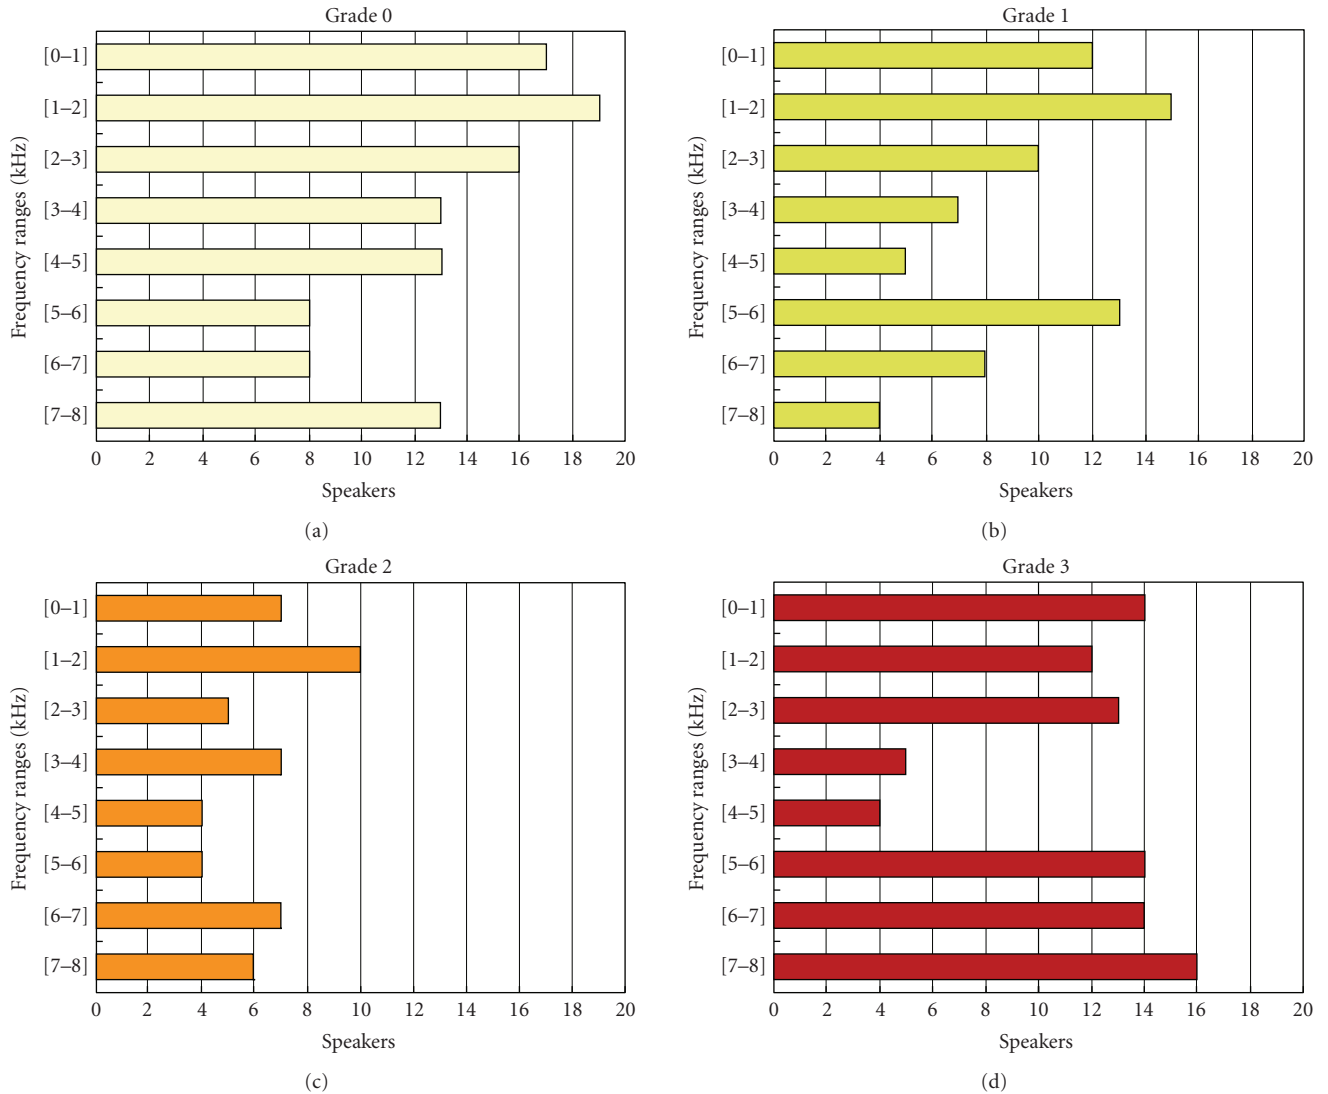 Grade 0
Frequency ranges (kHz)
[0–1]
[1–2]
[2–3]
[3–4]
[4–5]
[5–6]
[6–7]
[7–8]
0 2 4 6 8 10 12 14 16 18 20
Speakers
(a)
Grade 1
Frequency ranges (kHz)
[0–1]
[1–2]
[2–3]
[3–4]
[4–5]
[5–6]
[6–7]
[7–8]
0 2 4 6 8 10 12 14 16 18 20
Speakers
(b)
Grade 2
Frequency ranges (kHz)
[0–1]
[1–2]
[2–3]
[3–4]
[4–5]
[5–6]
[6–7]
[7–8]
0 2 4 6 8 10 12 14 16 18 20
Speakers
(c)
Grade 3
Frequency ranges (kHz)
[0–1]
[1–2]
[2–3]
[3–4]
[4–5]
[5–6]
[6–7]
[7–8]
0 2 4 6 8 10 12 14 16 18 20
Speakers
(d)